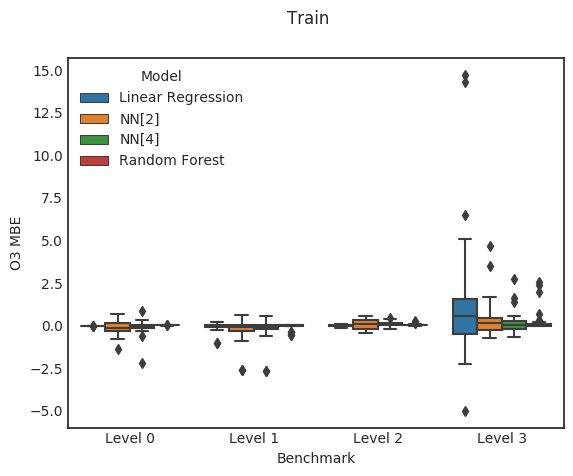 Train
15.0
12.5
10.0
7.5
5.0
2.5
0.0
−2.5
−5.0
O3 MBE
Model
Linear Regression
NN[2]
NN[4]
Random Forest
Level 0 Level 1 Level 2 Level 3
Benchmark